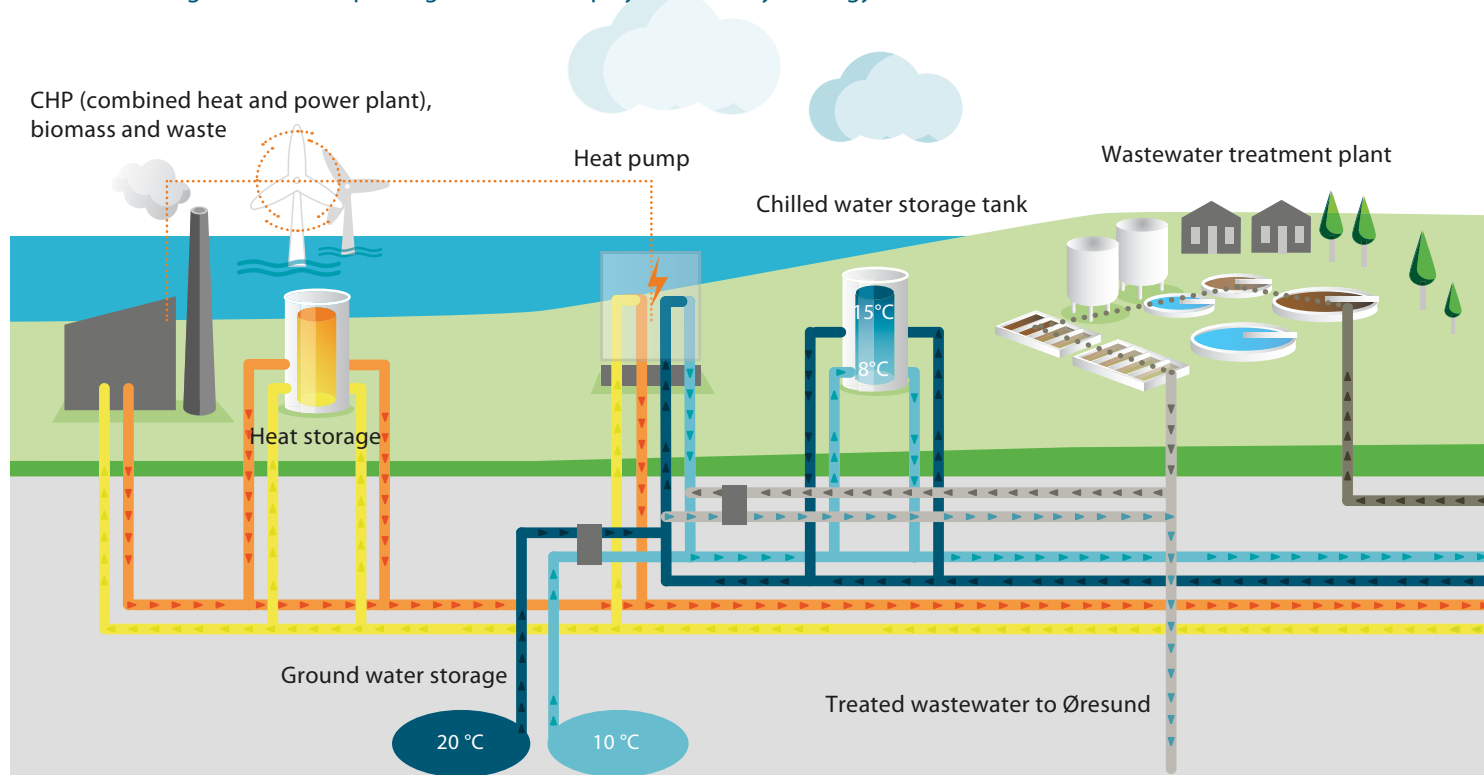 CHP (combined heat and power plant),
biomass and waste
Heat pump
Wastewater treatment plant
Chilled water storage tank
15°C
8°C
Heat storage
Ground water storage
Treated wastewater to Øresund
20 °C
10 °C